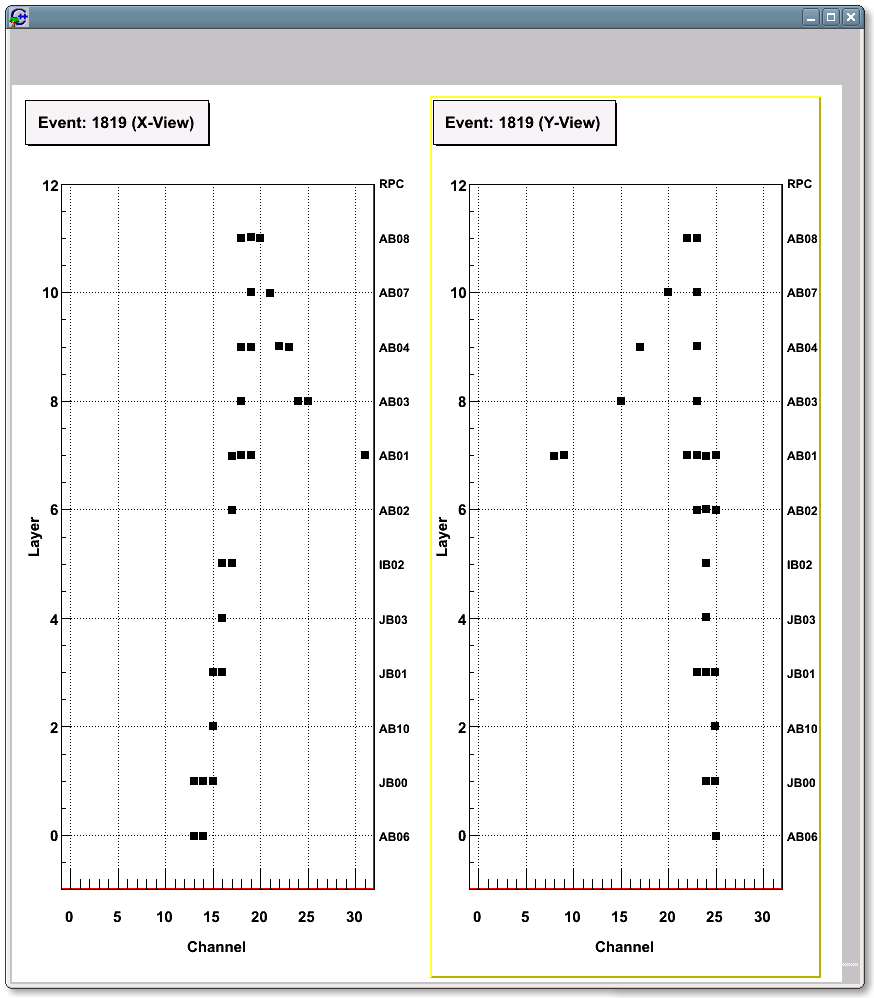 Event: 1819 (X-View)
12
10
8
6
4
2
0
Layer
RPC
AB08
AB07
AB04
AB03
AB01
AB02
IB02
JB03
JB01
AB10
JB00
AB06
0 5 10 15 20 25 30
Channel
Event: 1819 (Y-View)
12
10
8
6
4
2
0
Layer
RPC
AB08
AB07
AB04
AB03
AB01
AB02
IB02
JB03
JB01
AB10
JB00
AB06
0 5 10 15 20 25 30
Channel